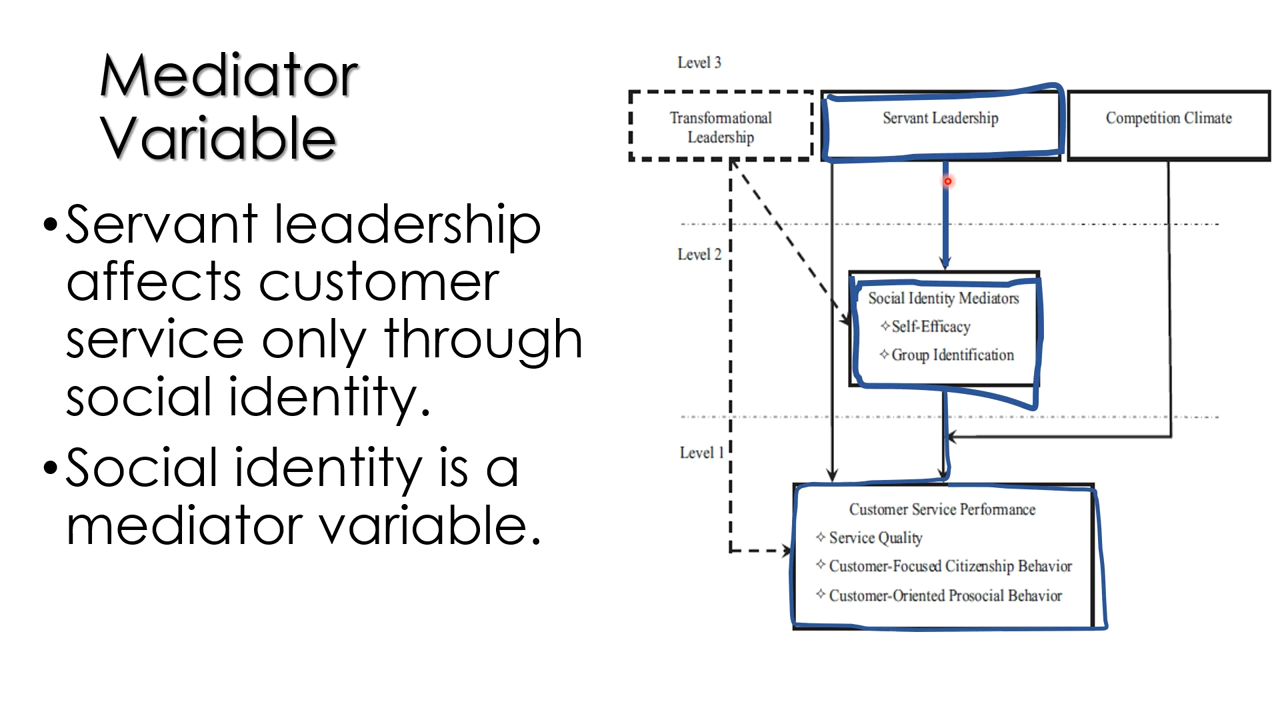 Mediator
Variable
•Servant leadership
affects customer
service only through
social identity.
•Social identity is a
mediator variable.
Level 3
Transformational
Leadership
Servant Leadership
Competition Climate
Level 2
Social Identity Mediators
✧Self-Efficacy
✧Group Identification
Level 1
Customer Service Performance
✧Service Quality
✧Customer-Focused Citizenship Behavior
✧Customer-Oriented Prosocial Behavior